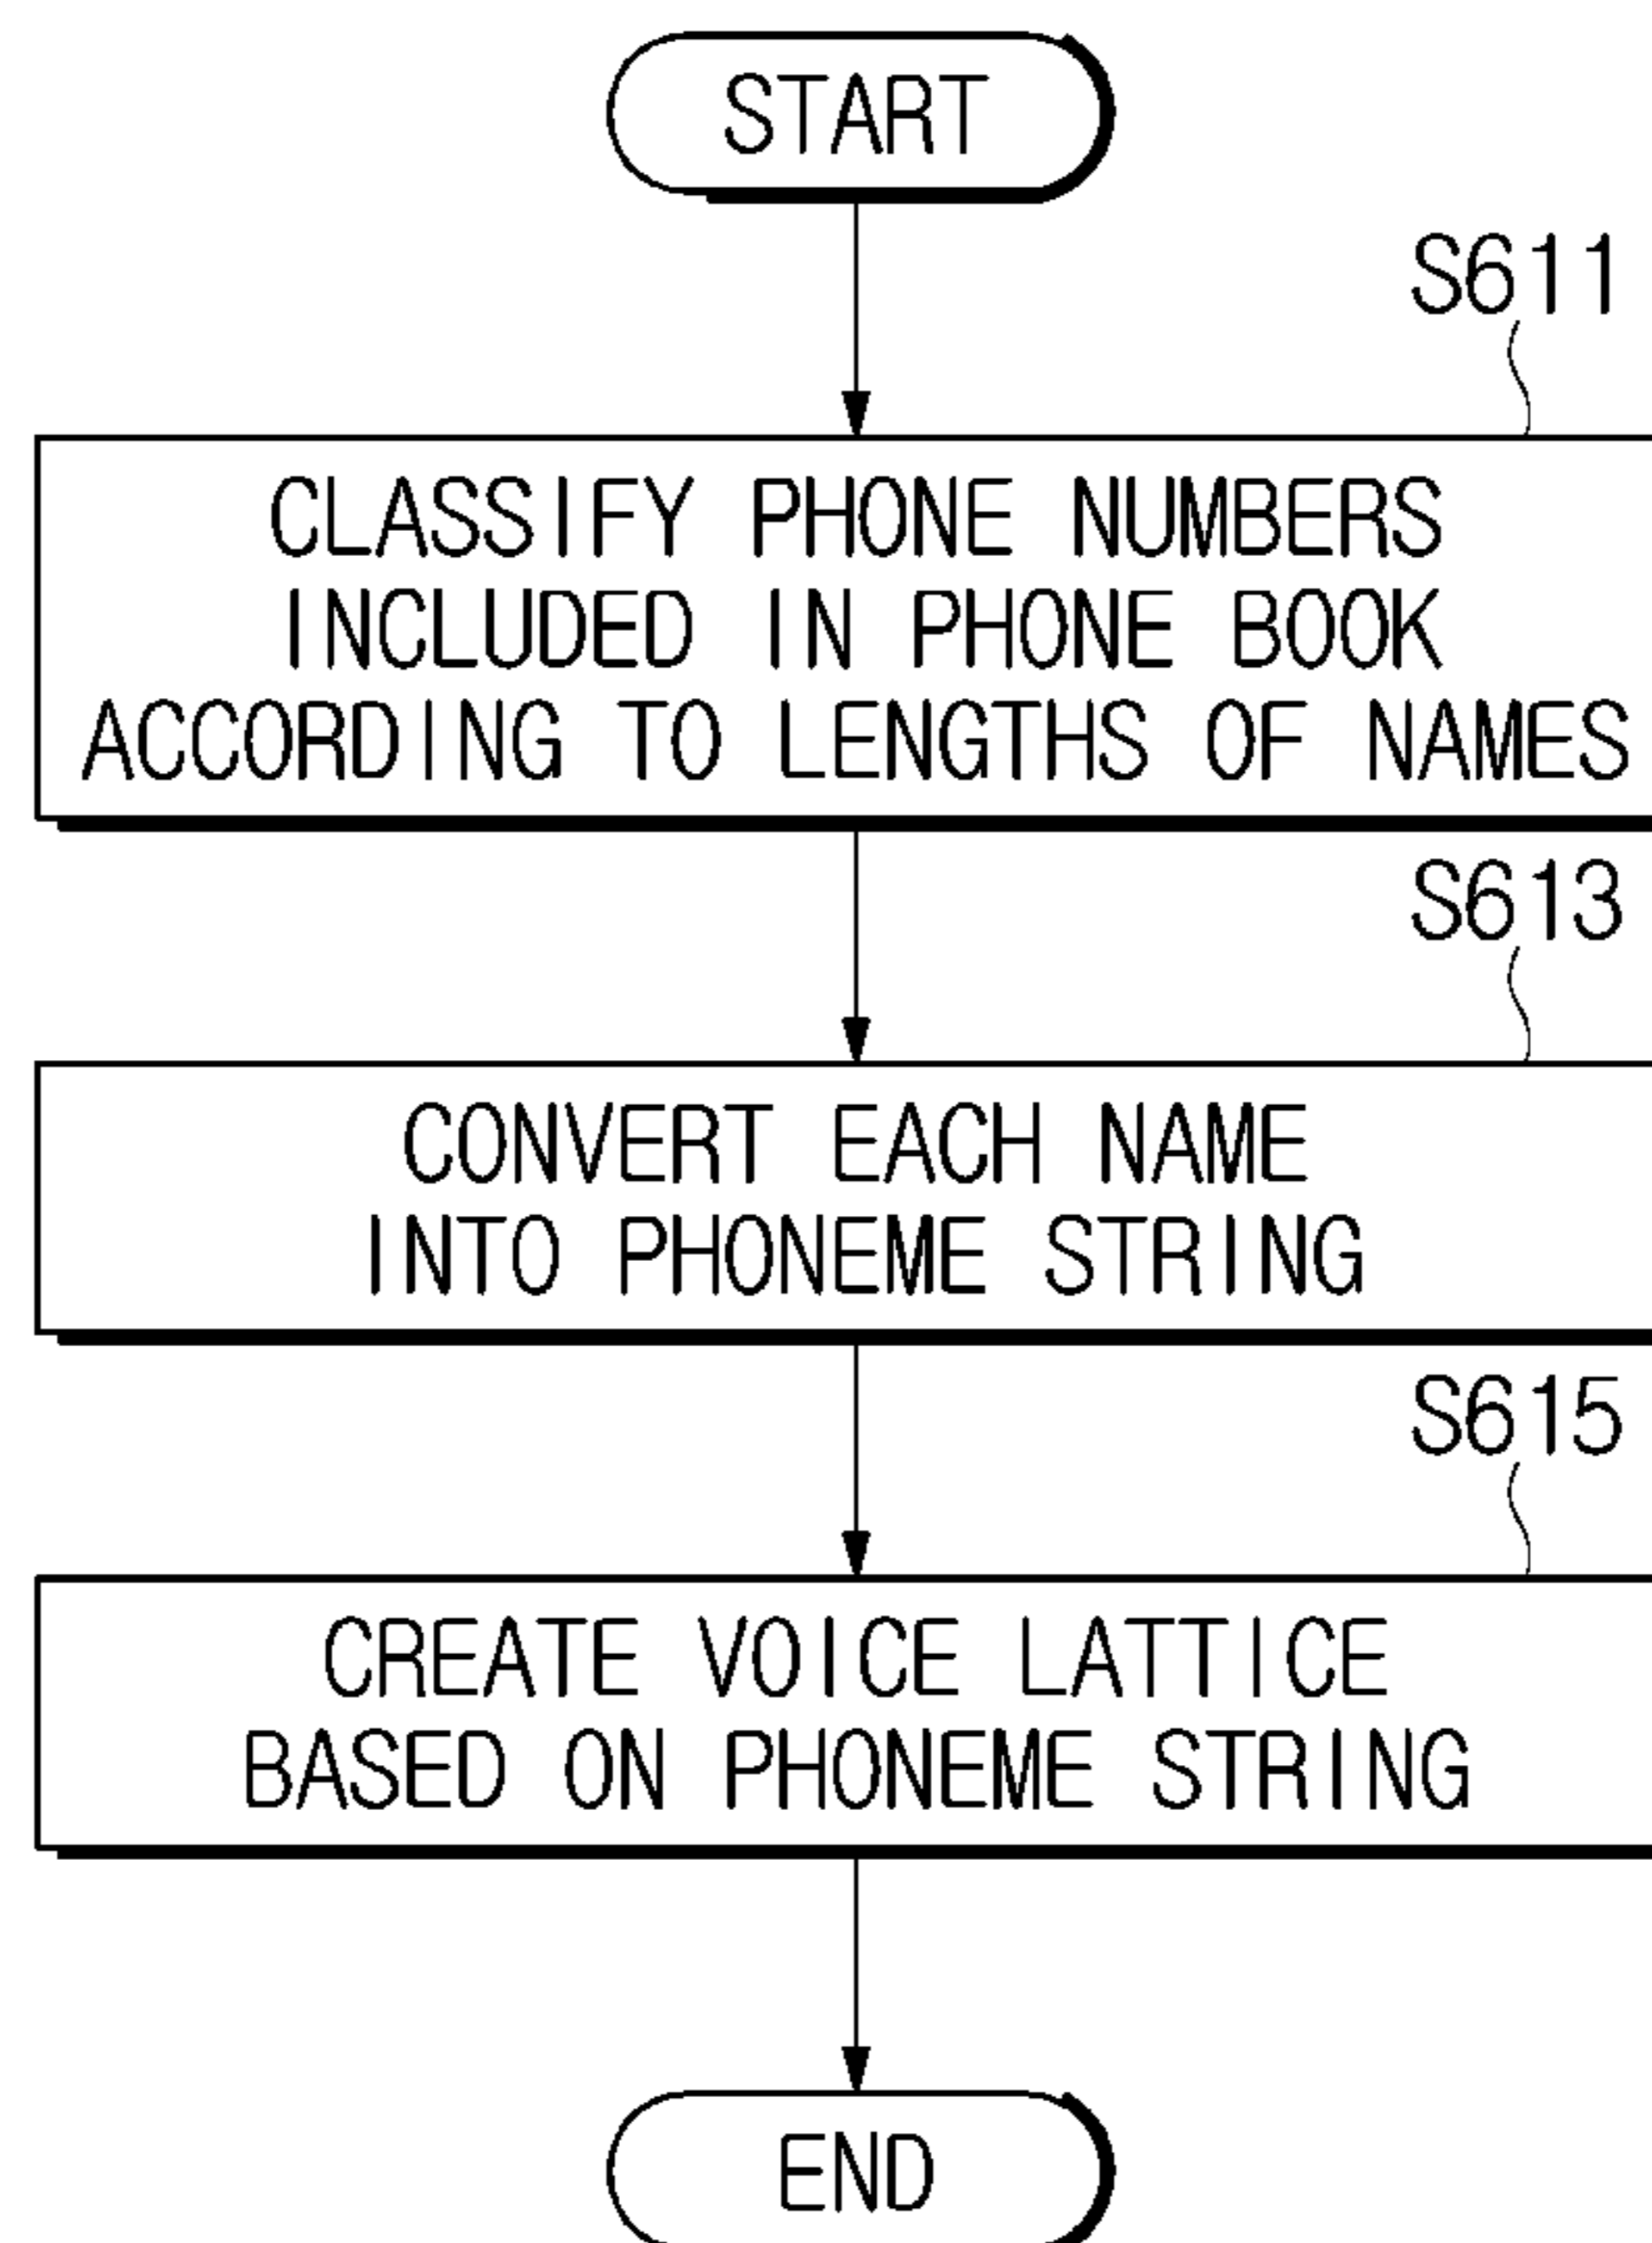 START
S611
CLASSIFY PHONE NUMBERS
INCLUDED IN PHONE BOOK
ACCORDING TO LENGTHS OF NAMES
S613
CONVERT EACH NAME
INTO PHONEME STRING
S615
CREATE VOICE LATTICE
BASED ON PHONEME STRING
END